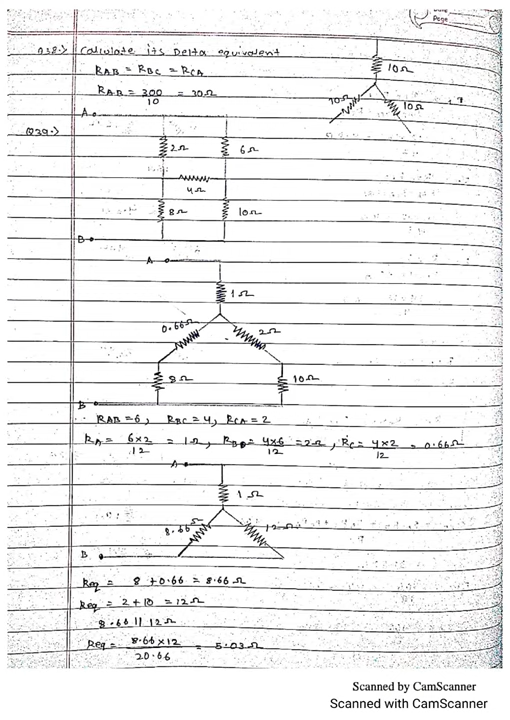 Page
Q38.) Calculate its Delta equivalent
10Ω
10Ω
10Ω
RAB = RBC = RCA
RAB = 300/10 = 30Ω
A
Q39.)
2Ω
6Ω
4Ω
8Ω
10Ω
B
A
1Ω
0.66Ω
2Ω
8Ω
10Ω
B
RAB = 6, RBC = 4, RCA = 2
RA = 6×2/12 = 1Ω, RB = 4×6/12 = 2Ω, RC = 4×2/12 = 0.66Ω
A
1Ω
8.66Ω
12Ω
B
Req = 8 + 0.66 = 8.66Ω
Req = 2 + 10 = 12Ω
8.66 || 12Ω
Req = 8.66×12/20.66 = 5.03Ω
Scanned by CamScanner
Scanned with CamScanner